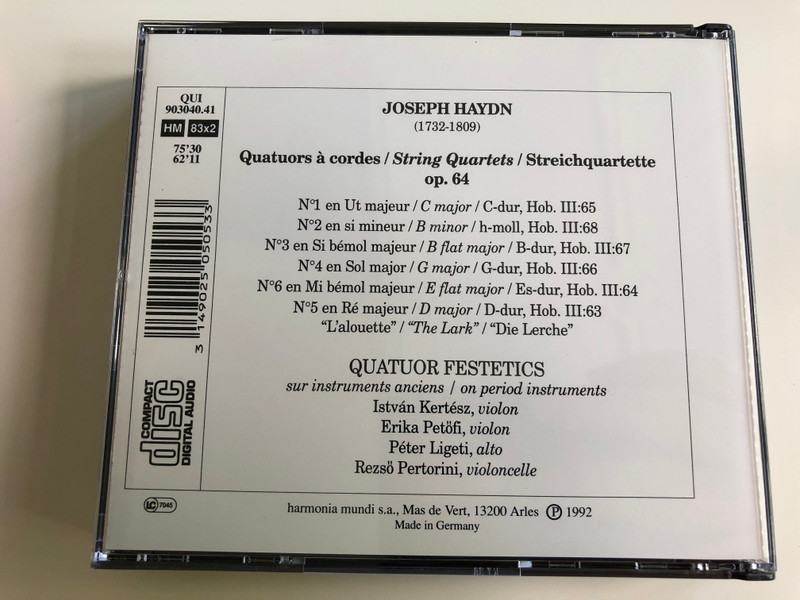 QUI
903040.41
HM 83x2
75'30
62'11
3 149025 050533
COMPACT
disc
DIGITAL AUDIO
JOSEPH HAYDN
(1732-1809)
Quatuors à cordes / String Quartets / Streichquartette
op. 64
N°1 en Ut majeur / C major / C-dur, Hob. III:65
N°2 en si mineur / B minor / h-moll, Hob. III:68
N°3 en Si bémol majeur / B flat major / B-dur, Hob. III:67
N°4 en Sol major / G major / G-dur, Hob. III:66
N°6 en Mi bémol majeur / E flat major / Es-dur, Hob. III:64
N°5 en Ré majeur / D major / D-dur, Hob. III:63
"L'alouette" / "The Lark" / "Die Lerche"
QUATUOR FESTETICS
sur instruments anciens / on period instruments
István Kertész, violon
Erika Petöfi, violon
Péter Ligeti, alto
Rezsö Pertorini, violoncelle
LC 7045
harmonia mundi s.a., Mas de Vert, 13200 Arles Ⓟ 1992
Made in Germany